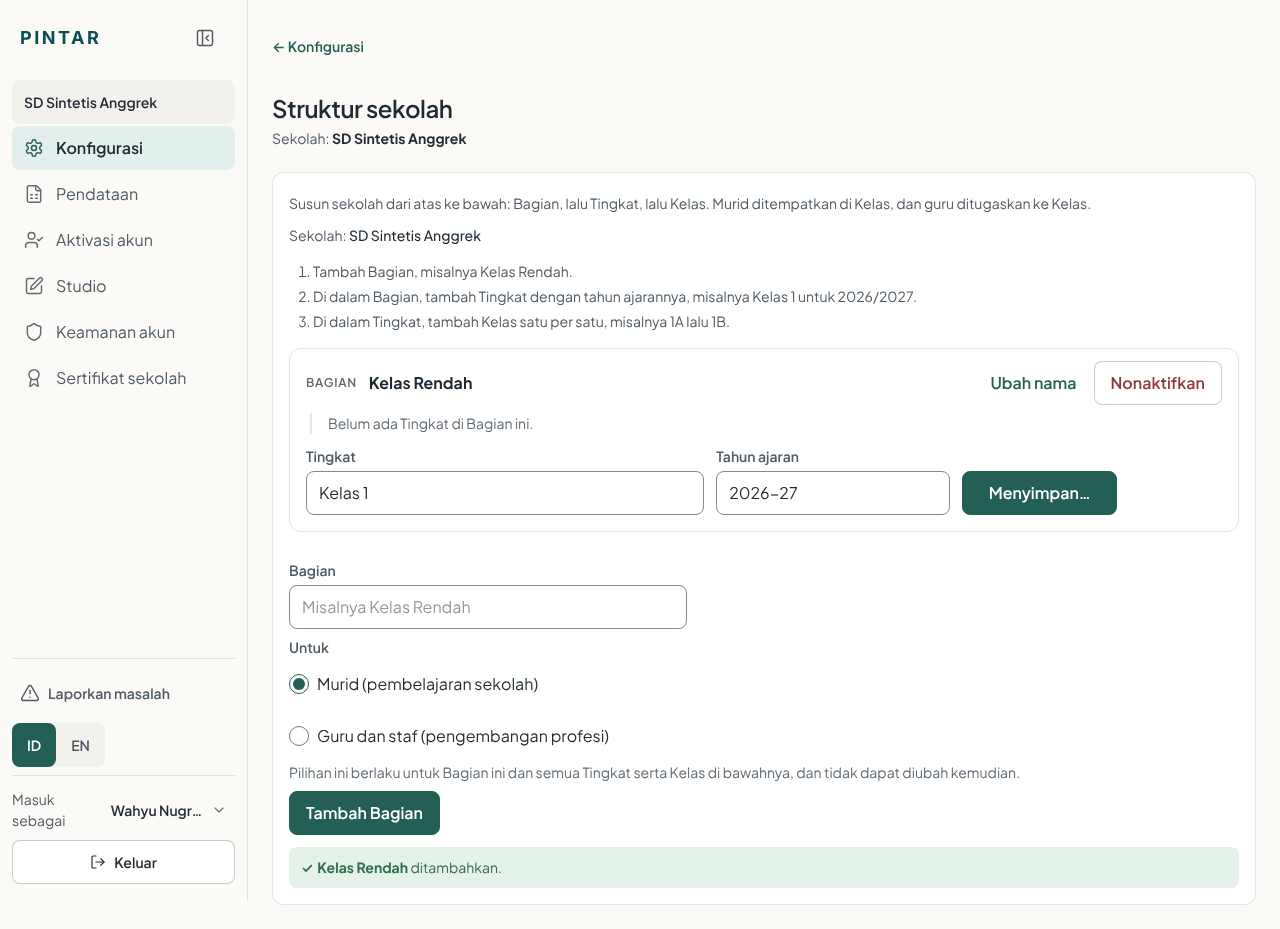 PINTAR
SD Sintetis Anggrek
Konfigurasi
Pendataan
Aktivasi akun
Studio
Keamanan akun
Sertifikat sekolah
Laporkan masalah
ID EN
Masuk sebagai
Wahyu Nugr...
Keluar
← Konfigurasi
Struktur sekolah
Sekolah: SD Sintetis Anggrek
Susun sekolah dari atas ke bawah: Bagian, lalu Tingkat, lalu Kelas. Murid ditempatkan di Kelas, dan guru ditugaskan ke Kelas.
Sekolah: SD Sintetis Anggrek
1. Tambah Bagian, misalnya Kelas Rendah.
2. Di dalam Bagian, tambah Tingkat dengan tahun ajarannya, misalnya Kelas 1 untuk 2026/2027.
3. Di dalam Tingkat, tambah Kelas satu per satu, misalnya 1A lalu 1B.
BAGIAN Kelas Rendah Ubah nama Nonaktifkan
Belum ada Tingkat di Bagian ini.
Tingkat Tahun ajaran
Kelas 1 2026–27 Menyimpan…
Bagian
Misalnya Kelas Rendah
Untuk
Murid (pembelajaran sekolah)
Guru dan staf (pengembangan profesi)
Pilihan ini berlaku untuk Bagian ini dan semua Tingkat serta Kelas di bawahnya, dan tidak dapat diubah kemudian.
Tambah Bagian
✓ Kelas Rendah ditambahkan.